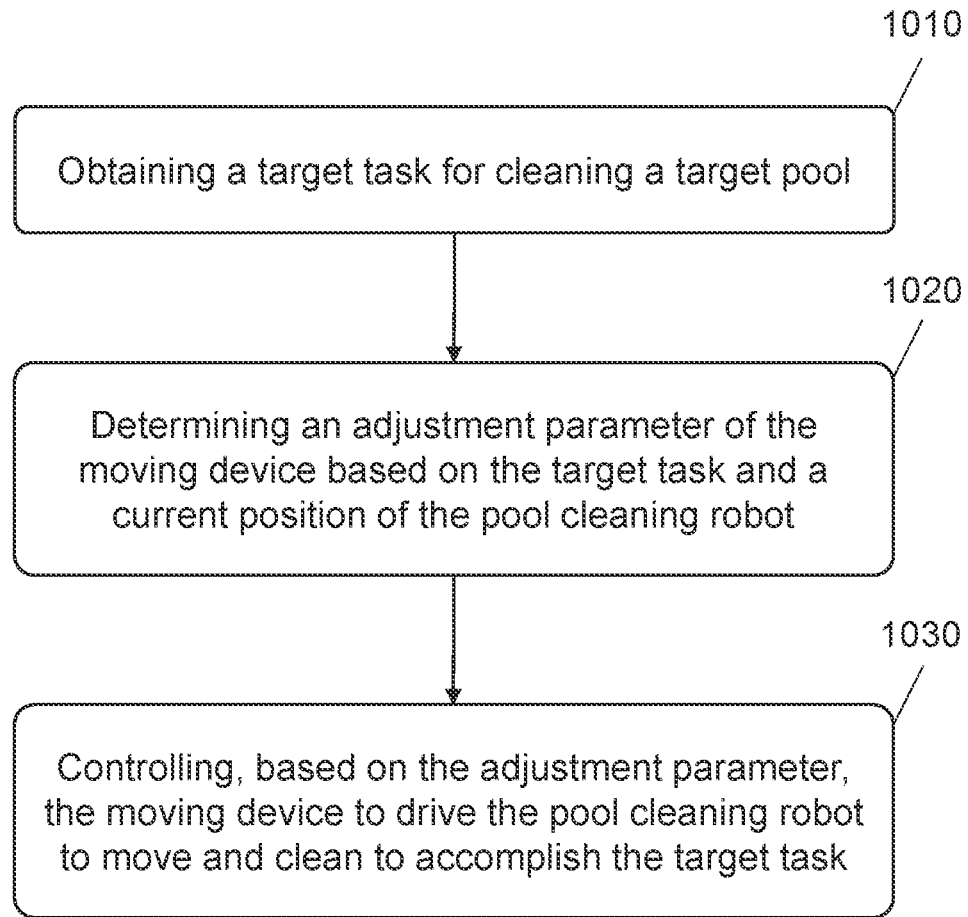 1010
Obtaining a target task for cleaning a target pool
1020
Determining an adjustment parameter of the
moving device based on the target task and a
current position of the pool cleaning robot
1030
Controlling, based on the adjustment parameter,
the moving device to drive the pool cleaning robot
to move and clean to accomplish the target task